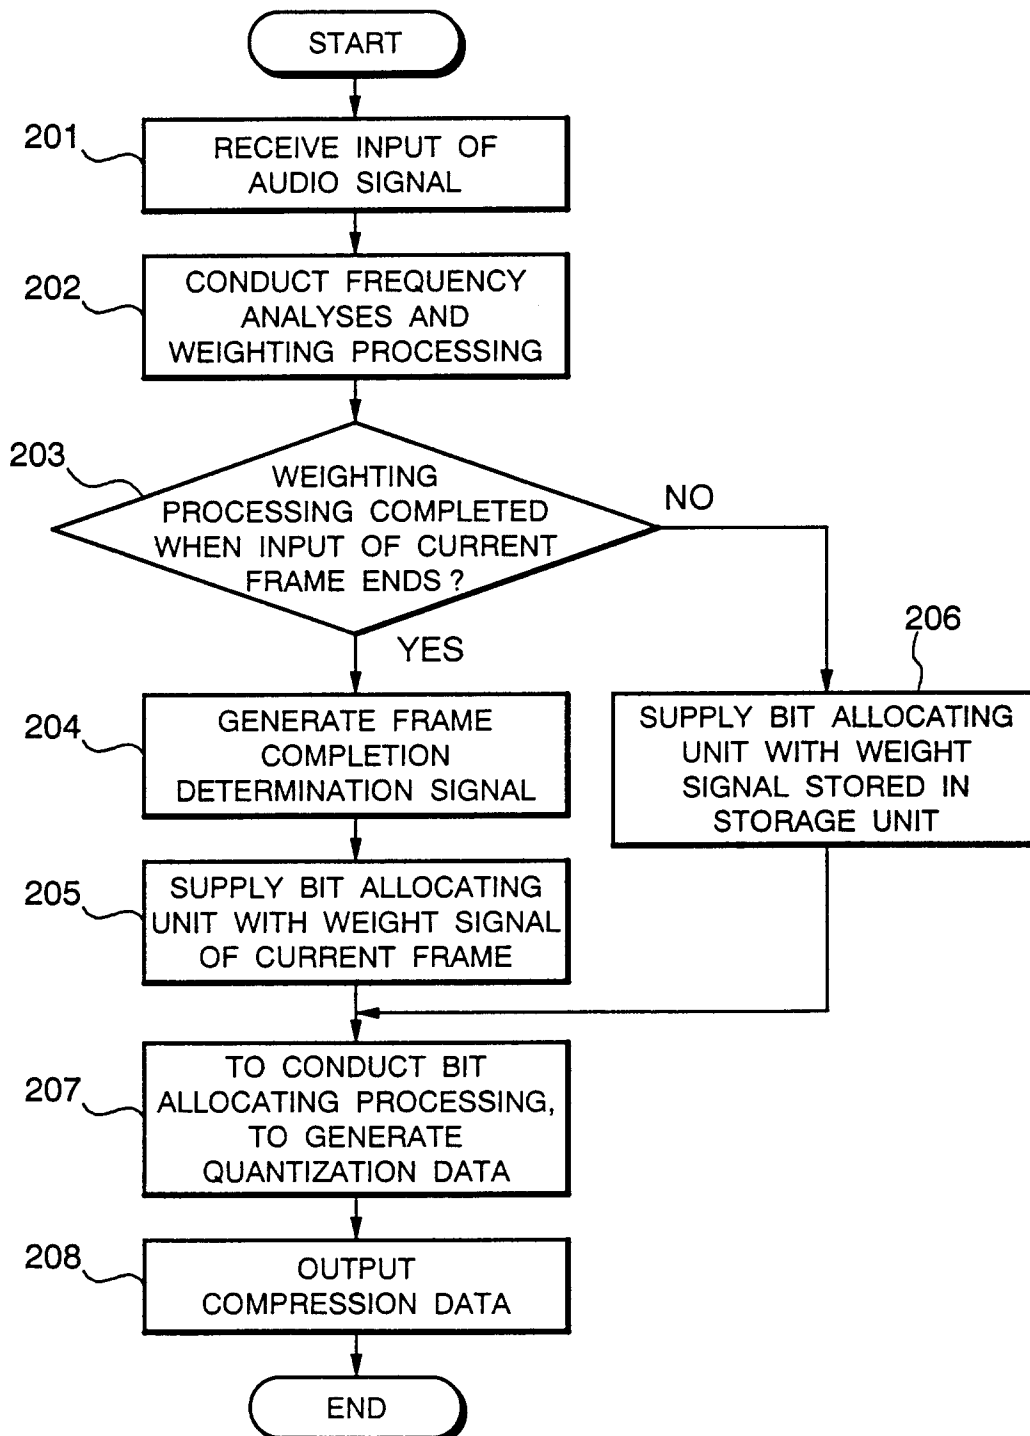 START
201
RECEIVE INPUT OF
AUDIO SIGNAL
202
CONDUCT FREQUENCY
ANALYSES AND
WEIGHTING PROCESSING
203
WEIGHTING
PROCESSING COMPLETED
WHEN INPUT OF CURRENT
FRAME ENDS?
NO
YES
204
GENERATE FRAME
COMPLETION
DETERMINATION SIGNAL
206
SUPPLY BIT ALLOCATING
UNIT WITH WEIGHT
SIGNAL STORED IN
STORAGE UNIT
205
SUPPLY BIT ALLOCATING
UNIT WITH WEIGHT SIGNAL
OF CURRENT FRAME
207
TO CONDUCT BIT
ALLOCATING PROCESSING,
TO GENERATE
QUANTIZATION DATA
208
OUTPUT
COMPRESSION DATA
END